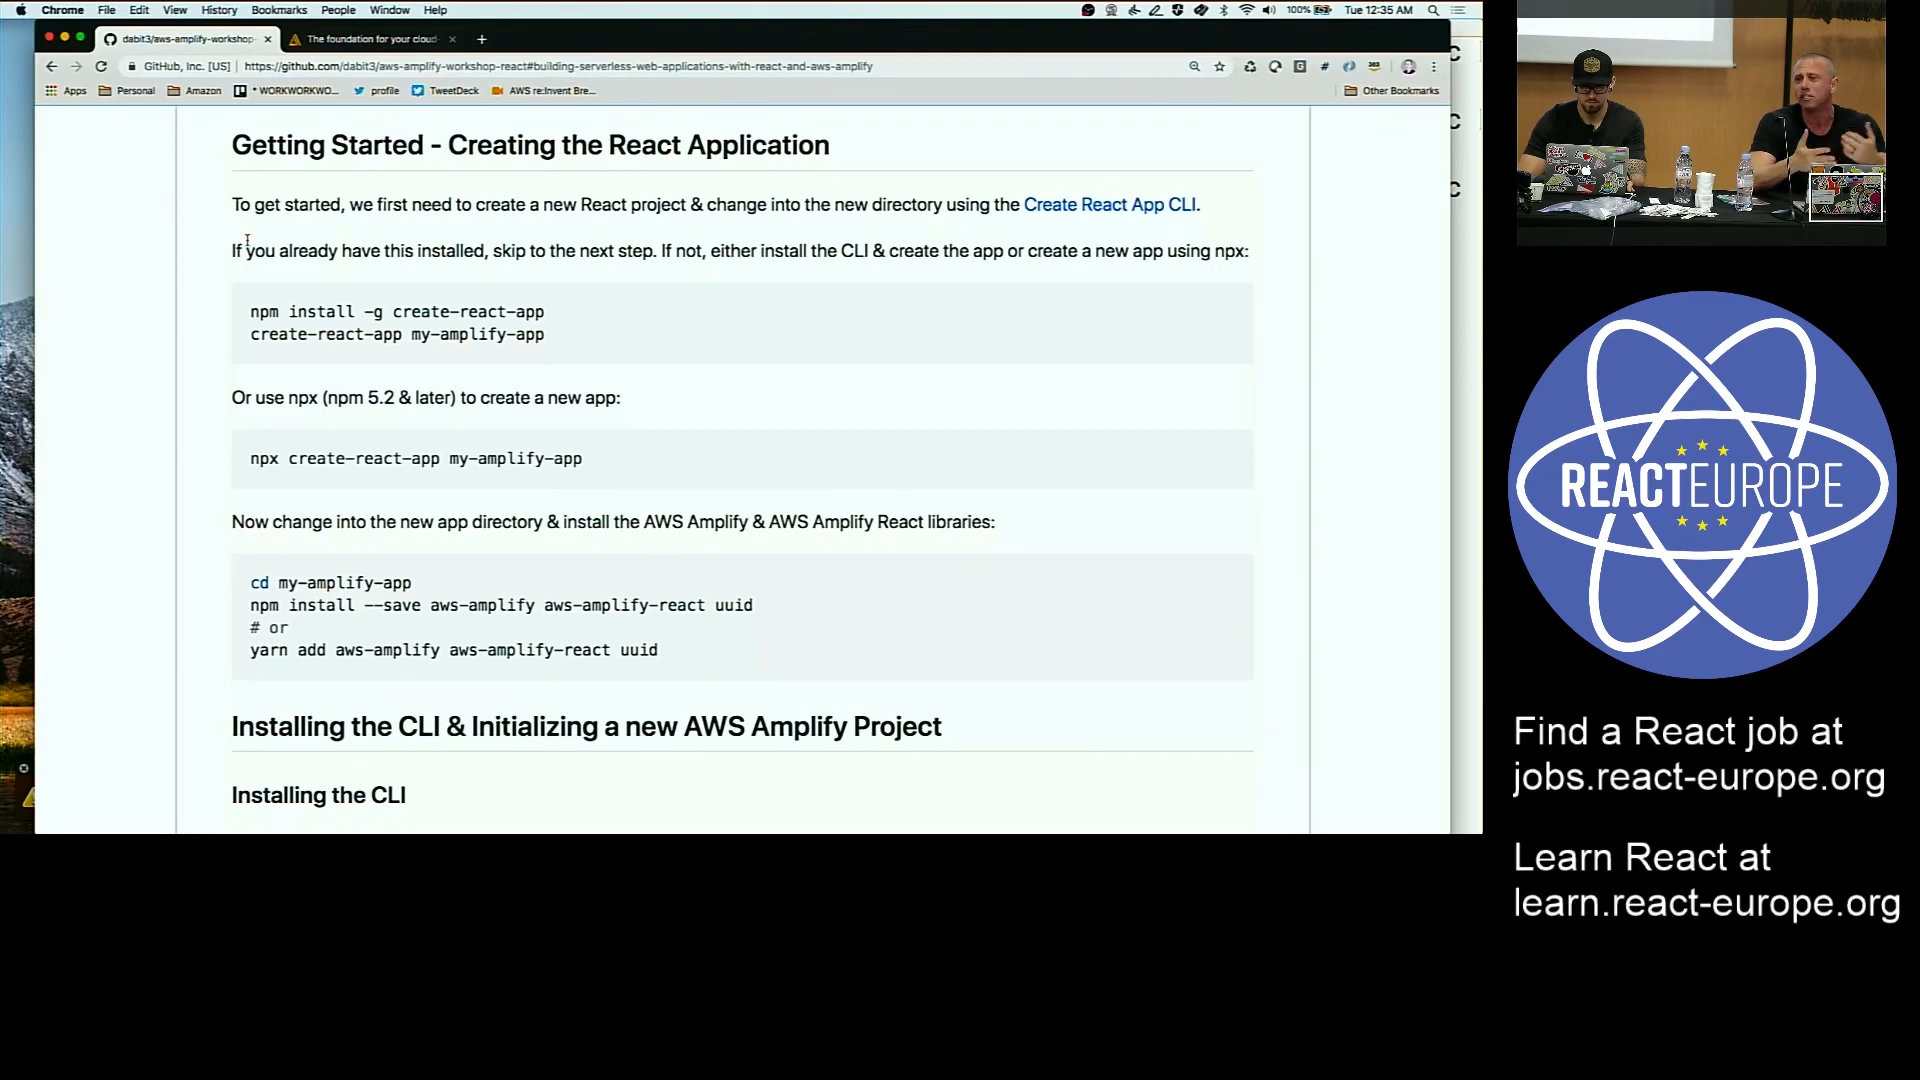 Chrome File Edit View History Bookmarks People Window Help
100% Tue 12:35 AM
dabit3/aws-amplify-workshop-
The foundation for your cloud-
GitHub, Inc. [US] | https://github.com/dabit3/aws-amplify-workshop-react#building-serverless-web-applications-with-react-and-aws-amplify
Apps Personal Amazon * WORKWORKWO... profile TweetDeck AWS re:Invent Bre... Other Bookmarks
Getting Started - Creating the React Application
To get started, we first need to create a new React project & change into the new directory using the Create React App CLI.
If you already have this installed, skip to the next step. If not, either install the CLI & create the app or create a new app using npx:
npm install -g create-react-app
create-react-app my-amplify-app
Or use npx (npm 5.2 & later) to create a new app:
npx create-react-app my-amplify-app
Now change into the new app directory & install the AWS Amplify & AWS Amplify React libraries:
cd my-amplify-app
npm install --save aws-amplify aws-amplify-react uuid
# or
yarn add aws-amplify aws-amplify-react uuid
Installing the CLI & Initializing a new AWS Amplify Project
Installing the CLI
REACTEUROPE
Find a React job at
jobs.react-europe.org
Learn React at
learn.react-europe.org